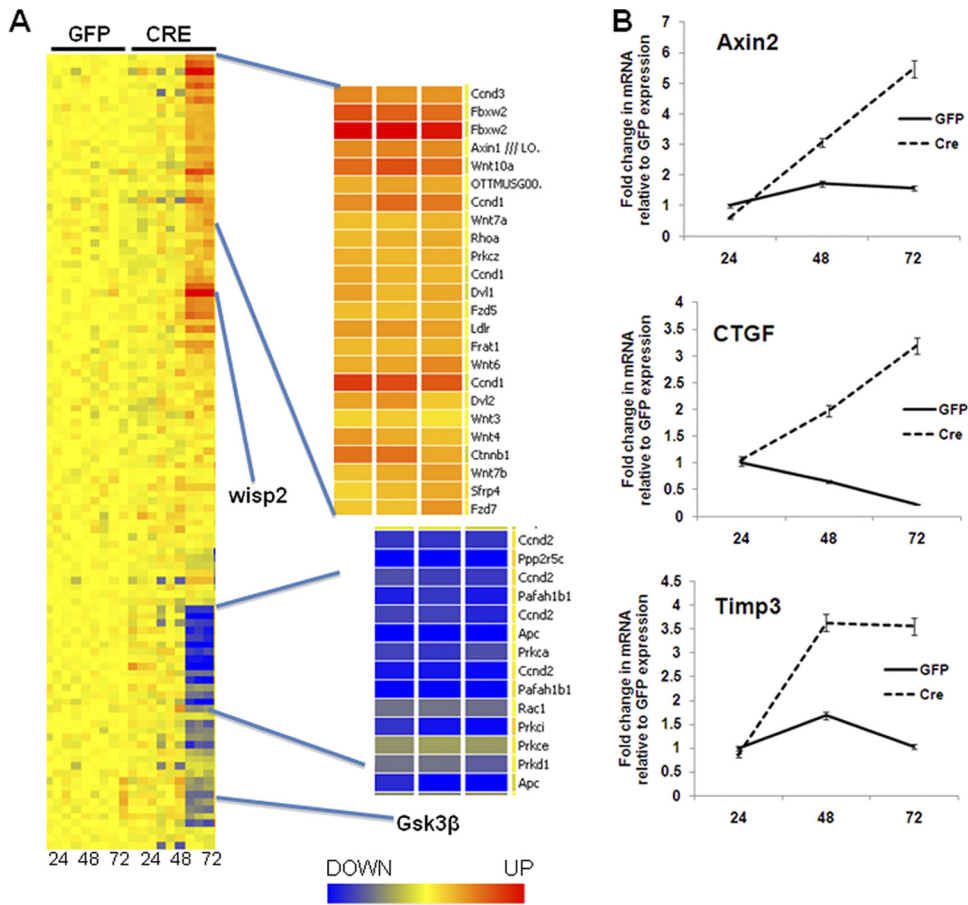 A
GFP CRE
Ccnd3
Fbxw2
Fbxw2
Axin1 /// LO.
Wnt10a
OTTMUSG00.
Ccnd1
Wnt7a
Rhoa
Prkcz
Ccnd1
Dvl1
Fzd5
Ldlr
Frat1
Wnt6
Ccnd1
Dvl2
Wnt3
Wnt4
Ctnnb1
Wnt7b
Sfrp4
Fzd7
wisp2
Ccnd2
Ppp2r5c
Ccnd2
Pafah1b1
Ccnd2
Apc
Prkca
Ccnd2
Pafah1b1
Rac1
Prkci
Prkce
Prkd1
Apc
Gsk3β
24 48 72 24 48 72
DOWN UP
B
Axin2
Fold change in mRNA
relative to GFP expression
7
6
5
4
3
2
1
0
24 48 72
GFP
Cre
CTGF
Fold change in mRNA
relative to GFP expression
4
3.5
3
2.5
2
1.5
1
0.5
0
24 48 72
GFP
Cre
Timp3
Fold change in mRNA
relative to GFP expression
4.5
4
3.5
3
2.5
2
1.5
1
0.5
0
24 48 72
GFP
Cre